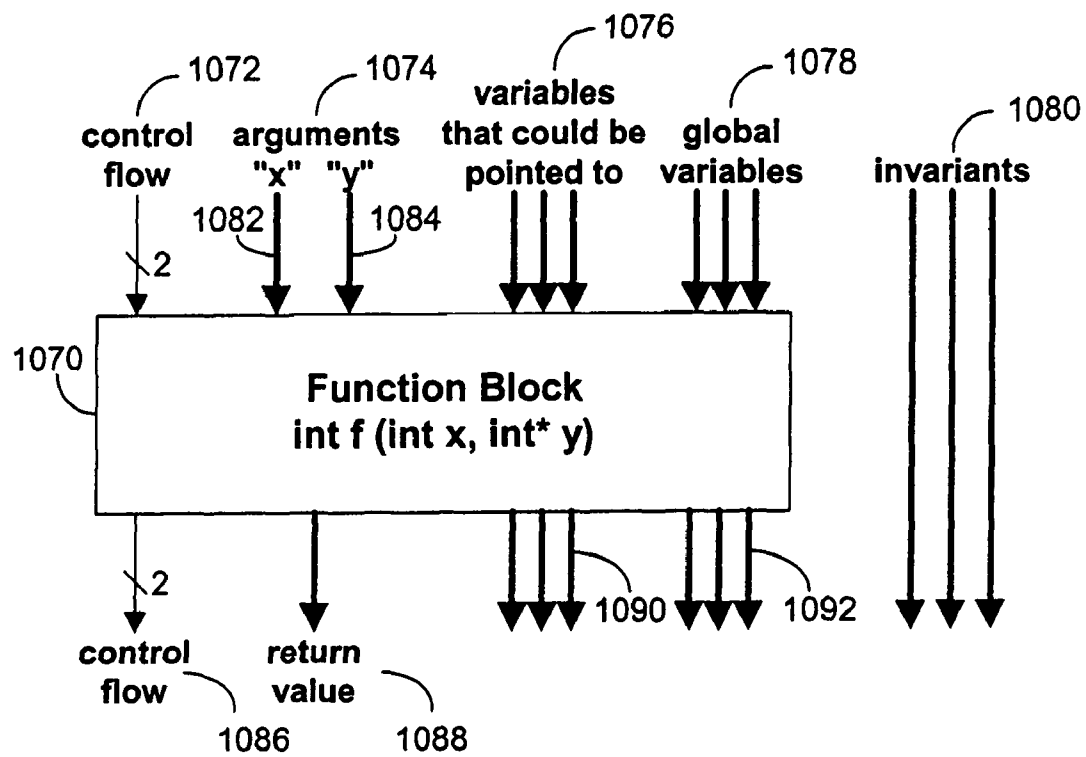 1072
control
flow
1074
arguments
"x" "y"
1076
variables
that could be
pointed to
1078
global
variables
1080
invariants
1082
1084
2
1070
Function Block
int f (int x, int* y)
2
1090
1092
control
flow
return
value
1086
1088